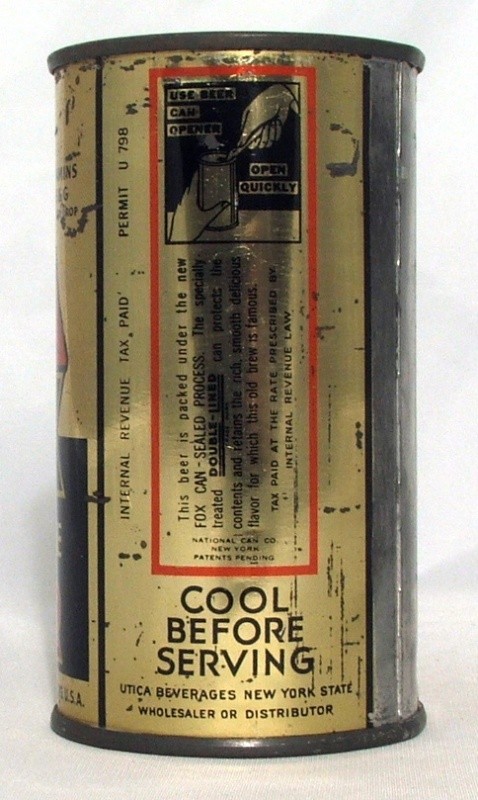 MINS
& G
DROP
U.S.A.
INTERNAL REVENUE TAX PAID PERMIT U 798
USE BEER
CAN
OPENER
OPEN
QUICKLY
This beer is packed under the new
FOX CAN-SEALED PROCESS. The specially
treated DOUBLE-LINED can protects the
contents and retains the rich, smooth delicious
flavor for which this old brew is famous.
TAX PAID AT THE RATE PRESCRIBED BY
INTERNAL REVENUE LAW
NATIONAL CAN CO.
NEW YORK
PATENTS PENDING
COOL
BEFORE
SERVING
UTICA BEVERAGES NEW YORK STATE
WHOLESALER OR DISTRIBUTOR